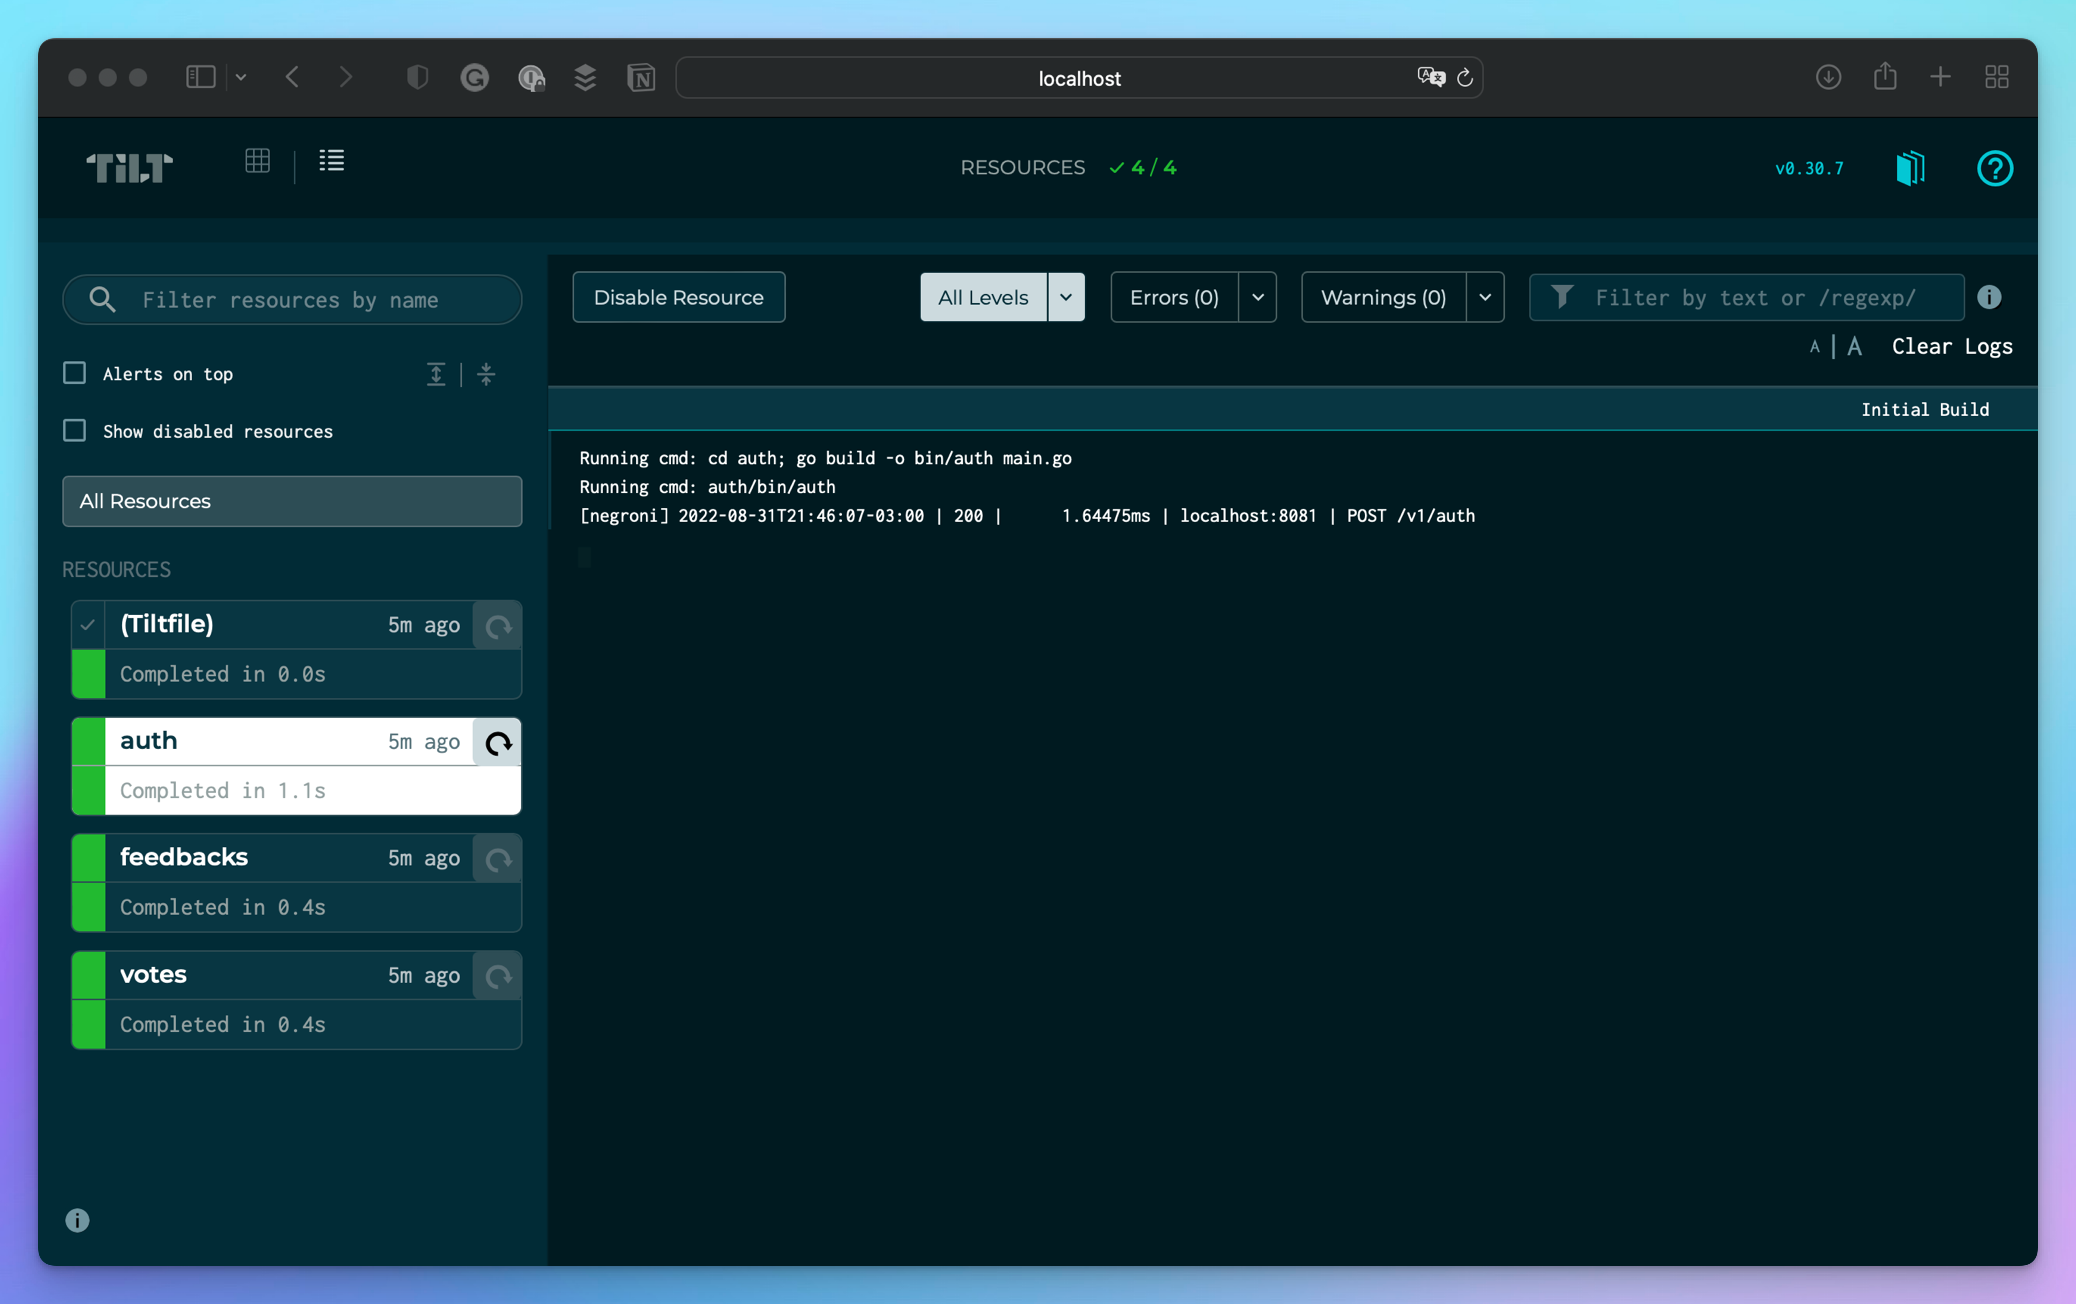 localhost
TILT
RESOURCES ✓ 4 / 4
v0.30.7
Filter resources by name
Alerts on top
Show disabled resources
All Resources
RESOURCES
(Tiltfile) 5m ago
Completed in 0.0s
auth 5m ago
Completed in 1.1s
feedbacks 5m ago
Completed in 0.4s
votes 5m ago
Completed in 0.4s
Disable Resource
All Levels
Errors (0)
Warnings (0)
Filter by text or /regexp/
A | A Clear Logs
Initial Build
Running cmd: cd auth; go build -o bin/auth main.go
Running cmd: auth/bin/auth
[negroni] 2022-08-31T21:46:07-03:00 | 200 | 1.64475ms | localhost:8081 | POST /v1/auth